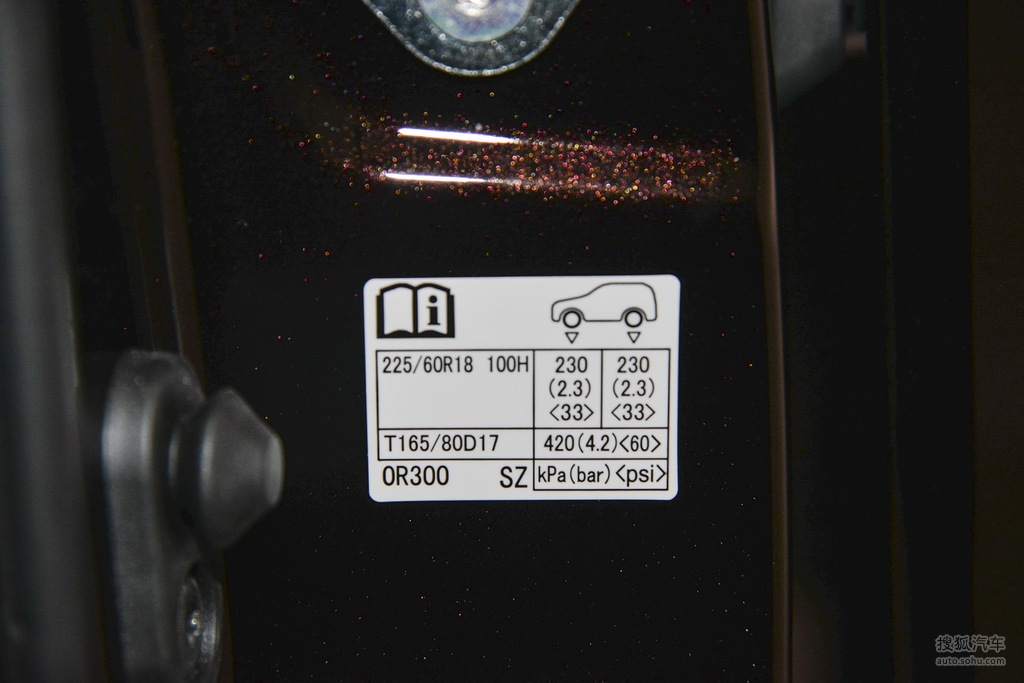 i
225/60R18 100H 230 230
(2.3) (2.3)
<33> <33>
T165/80D17 420(4.2)<60>
0R300 SZ kPa(bar)<psi>
搜狐汽车
auto.sohu.com